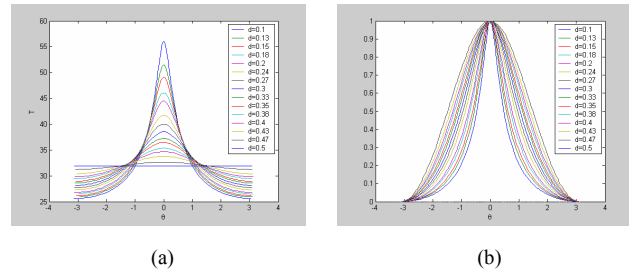 60
55
50
45
40
35
30
25
T
-4
-3
-2
-1
0
1
2
3
4
θ
d=0.1
d=0.13
d=0.15
d=0.18
d=0.2
d=0.24
d=0.27
d=0.3
d=0.33
d=0.35
d=0.38
d=0.4
d=0.43
d=0.47
d=0.5
(a)
1
0.9
0.8
0.7
0.6
0.5
0.4
0.3
0.2
0.1
0
-4
-3
-2
-1
0
1
2
3
4
θ
d=0.1
d=0.13
d=0.15
d=0.18
d=0.2
d=0.24
d=0.27
d=0.3
d=0.33
d=0.35
d=0.38
d=0.4
d=0.43
d=0.47
d=0.5
(b)